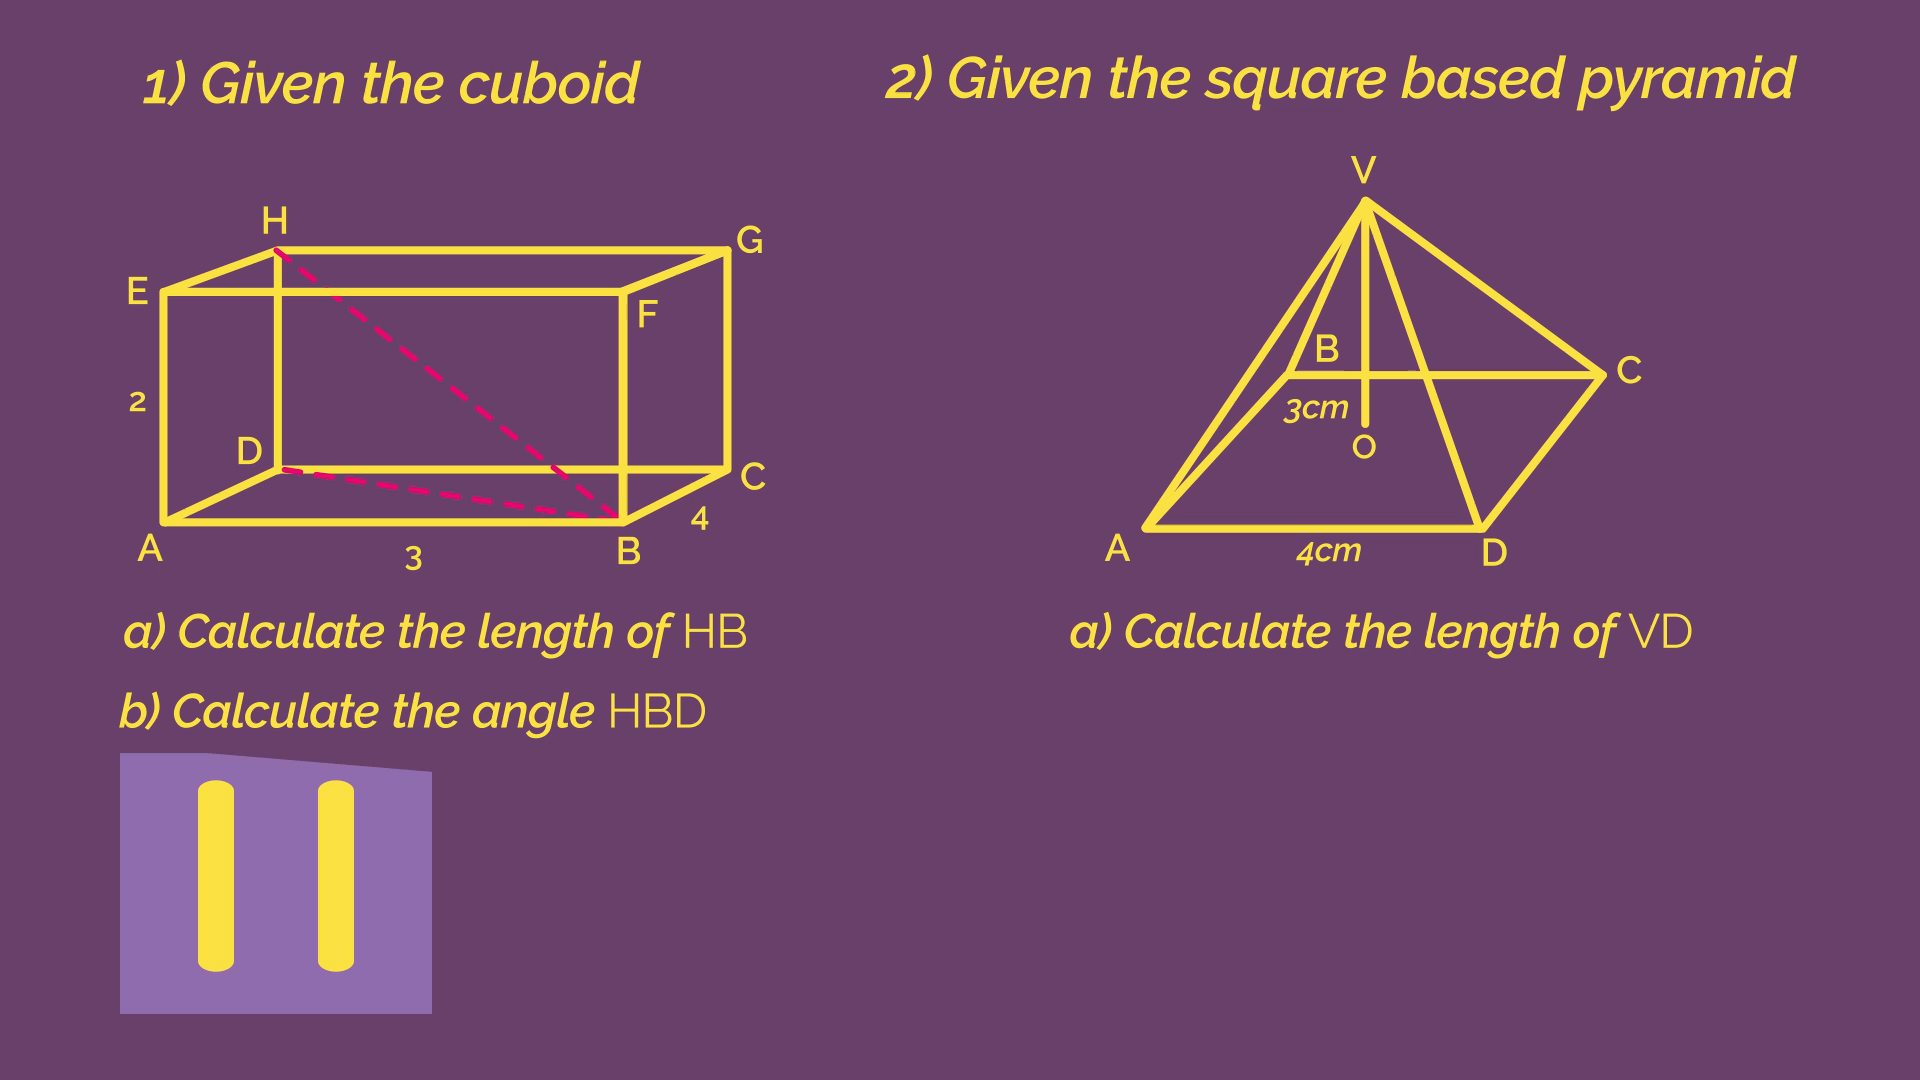 1) Given the cuboid
H
G
E
F
2
D
C
4
A
3
B
a) Calculate the length of HB
b) Calculate the angle HBD
2) Given the square based pyramid
V
B
C
3cm
O
A
4cm
D
a) Calculate the length of VD